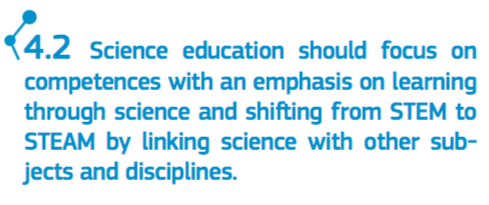 4.2 Science education should focus on
competences with an emphasis on learning
through science and shifting from STEM to
STEAM by linking science with other sub-
jects and disciplines.